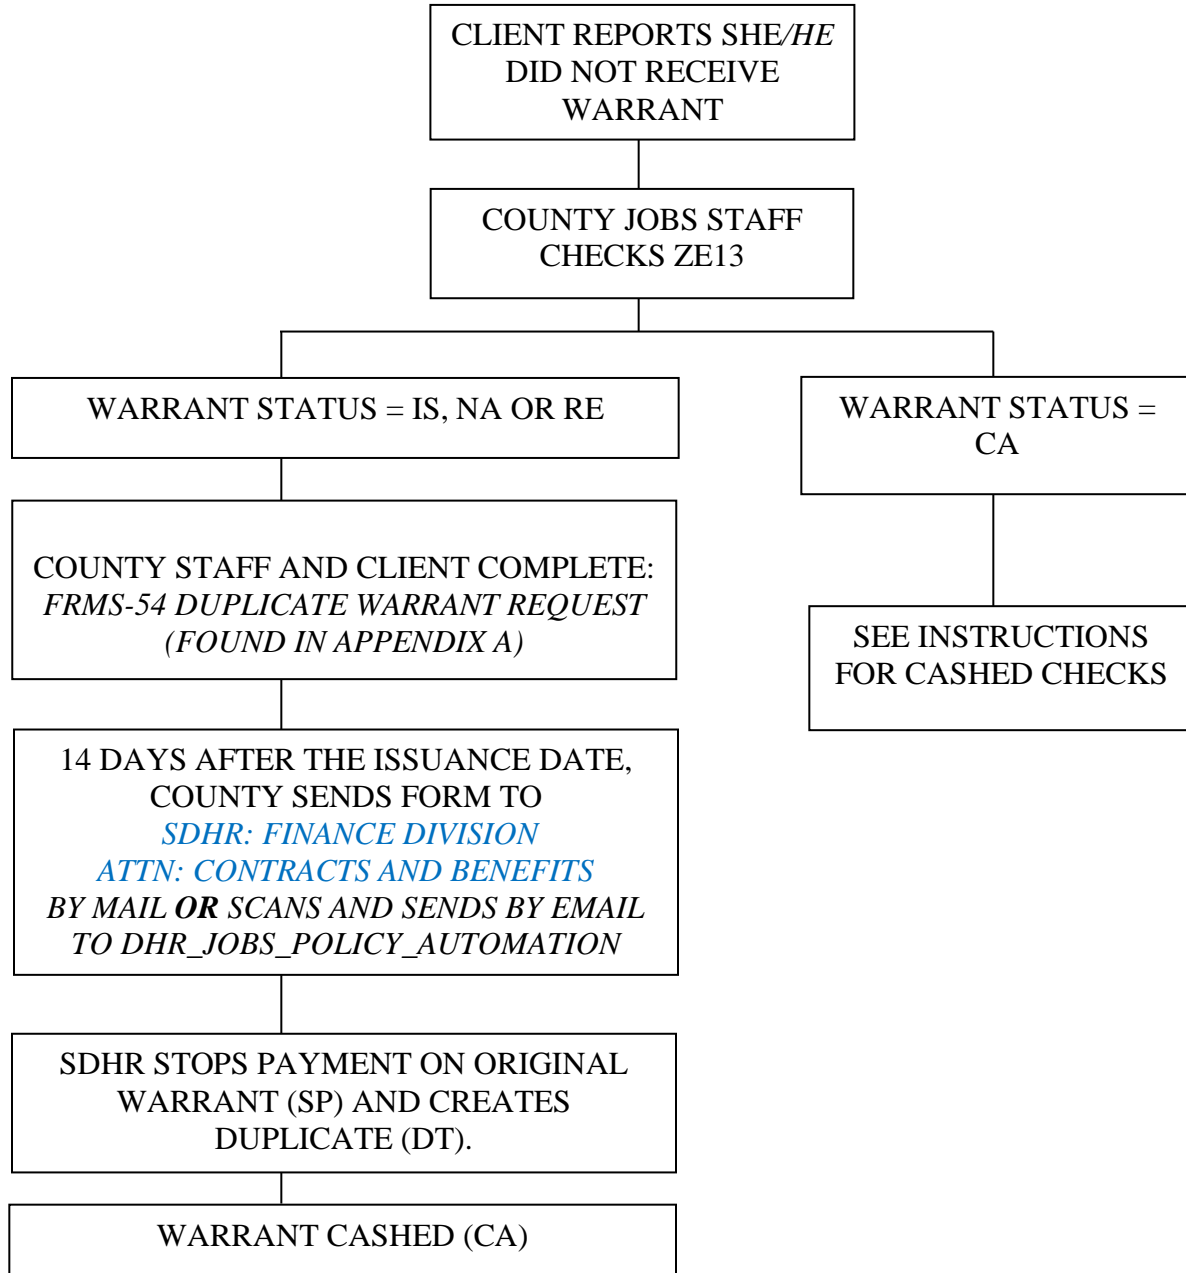 CLIENT REPORTS SHE/HE
DID NOT RECEIVE
WARRANT
COUNTY JOBS STAFF
CHECKS ZE13
WARRANT STATUS = IS, NA OR RE
WARRANT STATUS =
CA
COUNTY STAFF AND CLIENT COMPLETE:
FRMS-54 DUPLICATE WARRANT REQUEST
(FOUND IN APPENDIX A)
SEE INSTRUCTIONS
FOR CASHED CHECKS
14 DAYS AFTER THE ISSUANCE DATE,
COUNTY SENDS FORM TO
SDHR: FINANCE DIVISION
ATTN: CONTRACTS AND BENEFITS
BY MAIL OR SCANS AND SENDS BY EMAIL
TO DHR_JOBS_POLICY_AUTOMATION
SDHR STOPS PAYMENT ON ORIGINAL
WARRANT (SP) AND CREATES
DUPLICATE (DT).
WARRANT CASHED (CA)